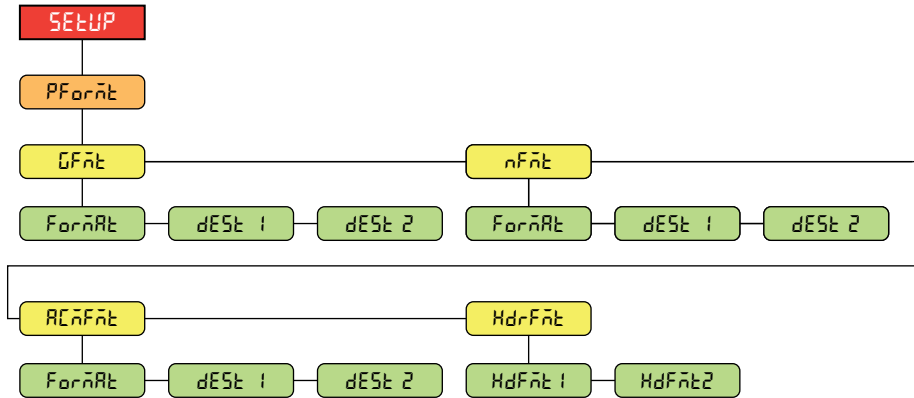 SEtUP
PForMt
GFMt nFMt
ForMAt dESt 1 dESt 2 ForMAt dESt 1 dESt 2
ACMFMt HdrFMt
ForMAt dESt 1 dESt 2 HdFMt1 HdFMt2